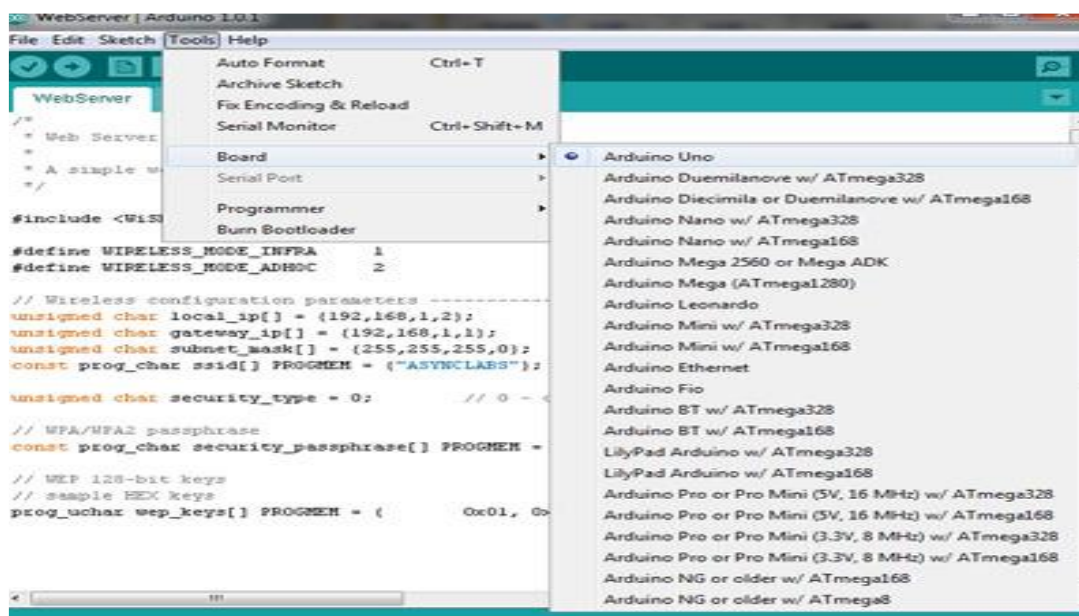 WebServer | Arduino 1.0.1
File Edit Sketch Tools Help
Auto Format Ctrl+T
Archive Sketch
Fix Encoding & Reload
Serial Monitor Ctrl+Shift+M
Board
Serial Port
Programmer
Burn Bootloader
Arduino Uno
Arduino Duemilanove w/ ATmega328
Arduino Diecimila or Duemilanove w/ ATmega168
Arduino Nano w/ ATmega328
Arduino Nano w/ ATmega168
Arduino Mega 2560 or Mega ADK
Arduino Mega (ATmega1280)
Arduino Leonardo
Arduino Mini w/ ATmega328
Arduino Mini w/ ATmega168
Arduino Ethernet
Arduino Fio
Arduino BT w/ ATmega328
Arduino BT w/ ATmega168
LilyPad Arduino w/ ATmega328
LilyPad Arduino w/ ATmega168
Arduino Pro or Pro Mini (5V, 16 MHz) w/ ATmega328
Arduino Pro or Pro Mini (5V, 16 MHz) w/ ATmega168
Arduino Pro or Pro Mini (3.3V, 8 MHz) w/ ATmega328
Arduino Pro or Pro Mini (3.3V, 8 MHz) w/ ATmega168
Arduino NG or older w/ ATmega168
Arduino NG or older w/ ATmega8
WebServer
/*
* Web Server
*
* A simple w
*/
#include <WiS
#define WIRELESS_MODE_INFRA 1
#define WIRELESS_MODE_ADHOC 2
// Wireless configuration parameters ------------
unsigned char local_ip[] = {192,168,1,2};
unsigned char gateway_ip[] = {192,168,1,1};
unsigned char subnet_mask[] = {255,255,255,0};
const prog_char ssid[] PROGMEM = {"ASYNCLABS"};
unsigned char security_type = 0; // 0 -
// WPA/WPA2 passphrase
const prog_char security_passphrase[] PROGMEM =
// WEP 128-bit keys
// sample HEX keys
prog_uchar wep_keys[] PROGMEM = { 0x01, 0x